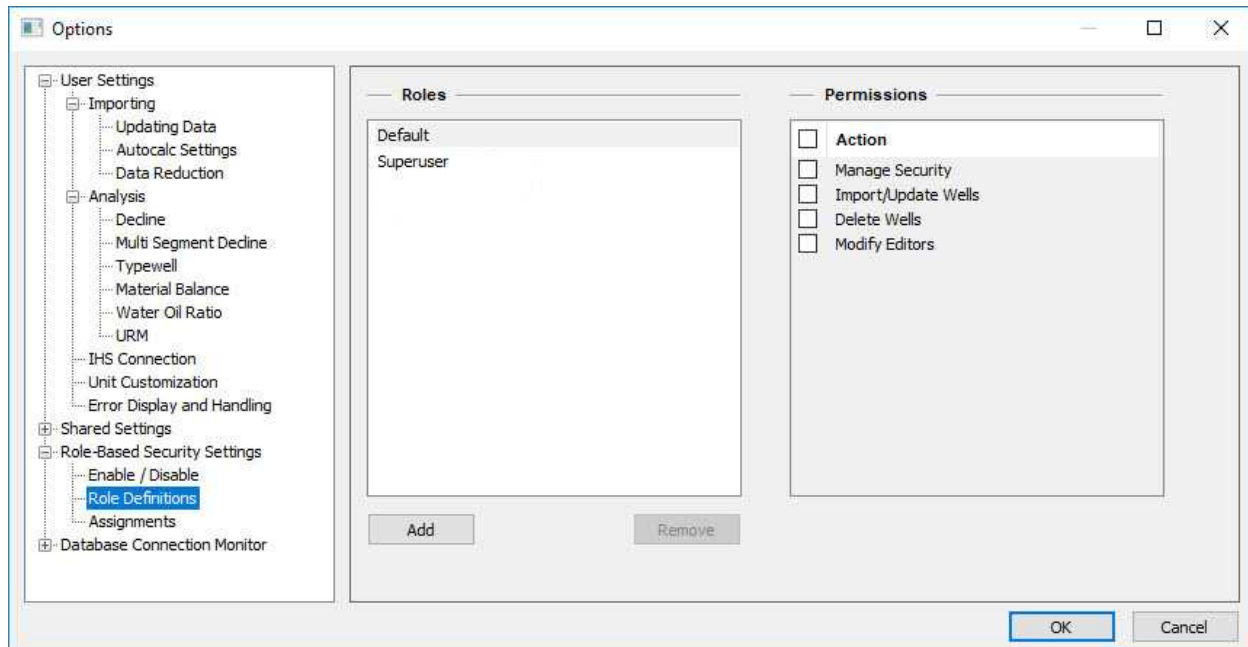 Options
User Settings
Importing
Updating Data
Autocalc Settings
Data Reduction
Analysis
Decline
Multi Segment Decline
Typewell
Material Balance
Water Oil Ratio
URM
IHS Connection
Unit Customization
Error Display and Handling
Shared Settings
Role-Based Security Settings
Enable / Disable
Role Definitions
Assignments
Database Connection Monitor
Roles
Default
Superuser
Add
Remove
Permissions
Action
Manage Security
Import/Update Wells
Delete Wells
Modify Editors
OK
Cancel